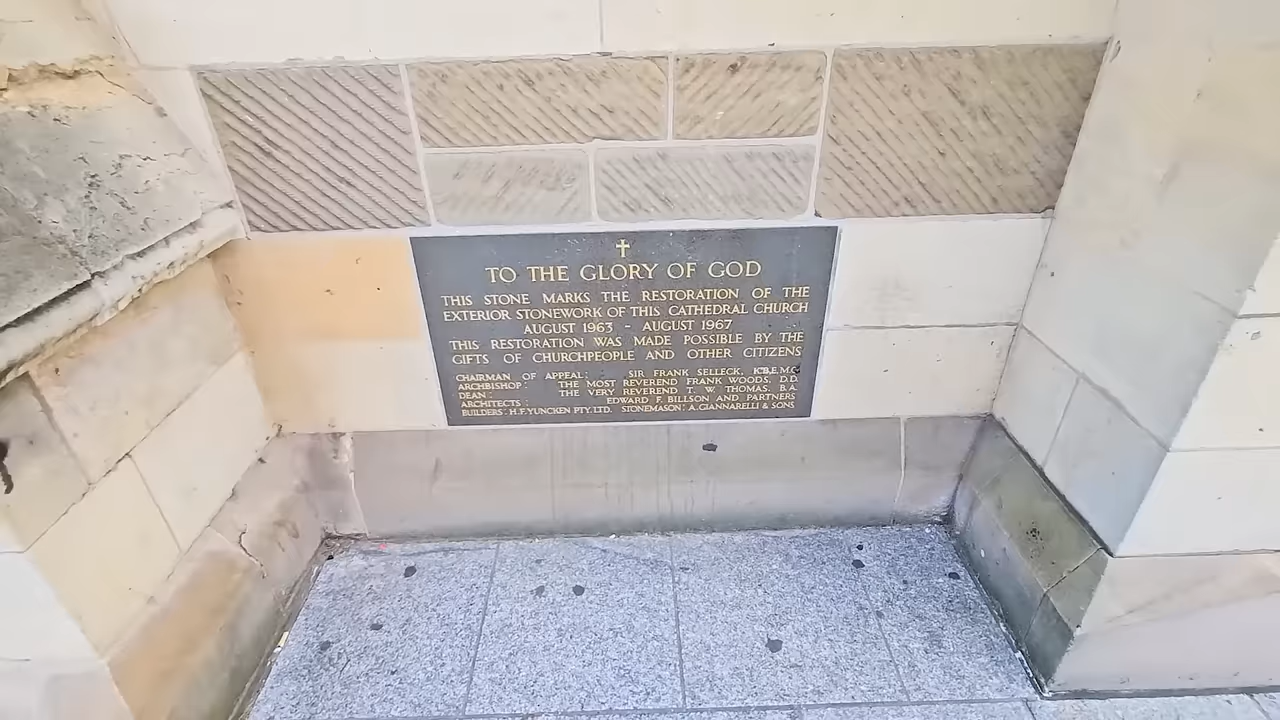 TO THE GLORY OF GOD
THIS STONE MARKS THE RESTORATION OF THE
EXTERIOR STONEWORK OF THIS CATHEDRAL CHURCH
AUGUST 1963 - AUGUST 1967
THIS RESTORATION WAS MADE POSSIBLE BY THE
GIFTS OF CHURCHPEOPLE AND OTHER CITIZENS
CHAIRMAN OF APPEAL: SIR FRANK SELLECK, K.B.E. M.C.
ARCHBISHOP: THE MOST REVEREND FRANK WOODS, D.D.
DEAN: THE VERY REVEREND T. W. THOMAS, B.A.
ARCHITECTS: EDWARD F. BILLSON AND PARTNERS
BUILDERS: H.F. YUNCKEN PTY. LTD. STONEMASON: A. GIANNARELLI & SONS